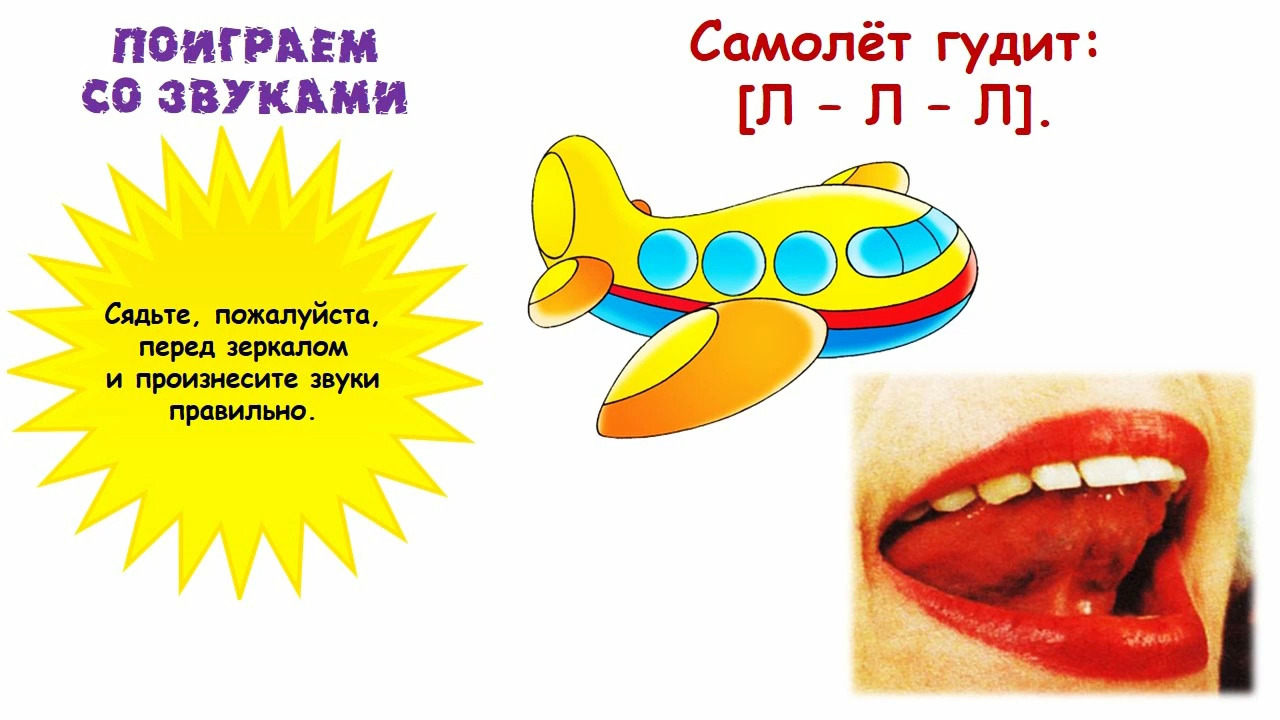 ПОИГРАЕМ
СО ЗВУКАМИ
Самолёт гудит:
[Л – Л – Л].
Сядьте, пожалуйста,
перед зеркалом
и произнесите звуки
правильно.